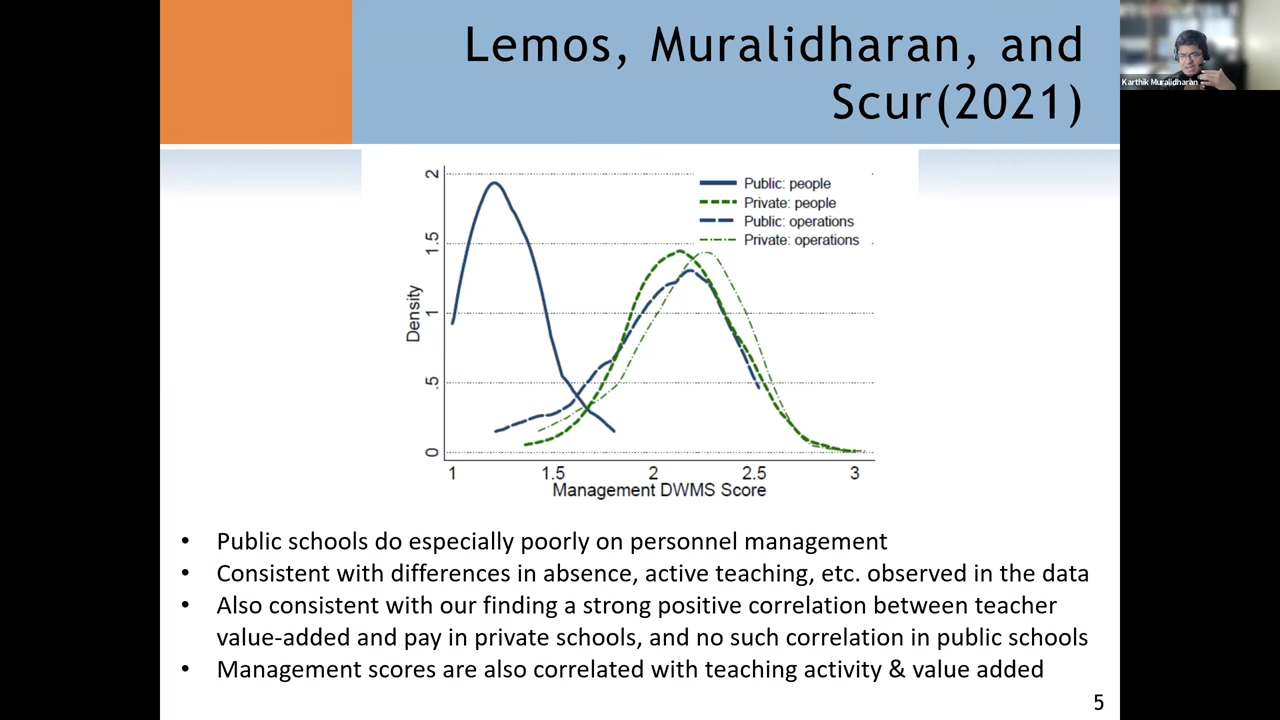 Lemos, Muralidharan, and
Scur(2021)
Karthik Muralidharan
2
1.5
1
.5
0
Density
Public: people
Private: people
Public: operations
Private: operations
1
1.5
2
2.5
3
Management DWMS Score
• Public schools do especially poorly on personnel management
• Consistent with differences in absence, active teaching, etc. observed in the data
• Also consistent with our finding a strong positive correlation between teacher
value-added and pay in private schools, and no such correlation in public schools
• Management scores are also correlated with teaching activity & value added
5